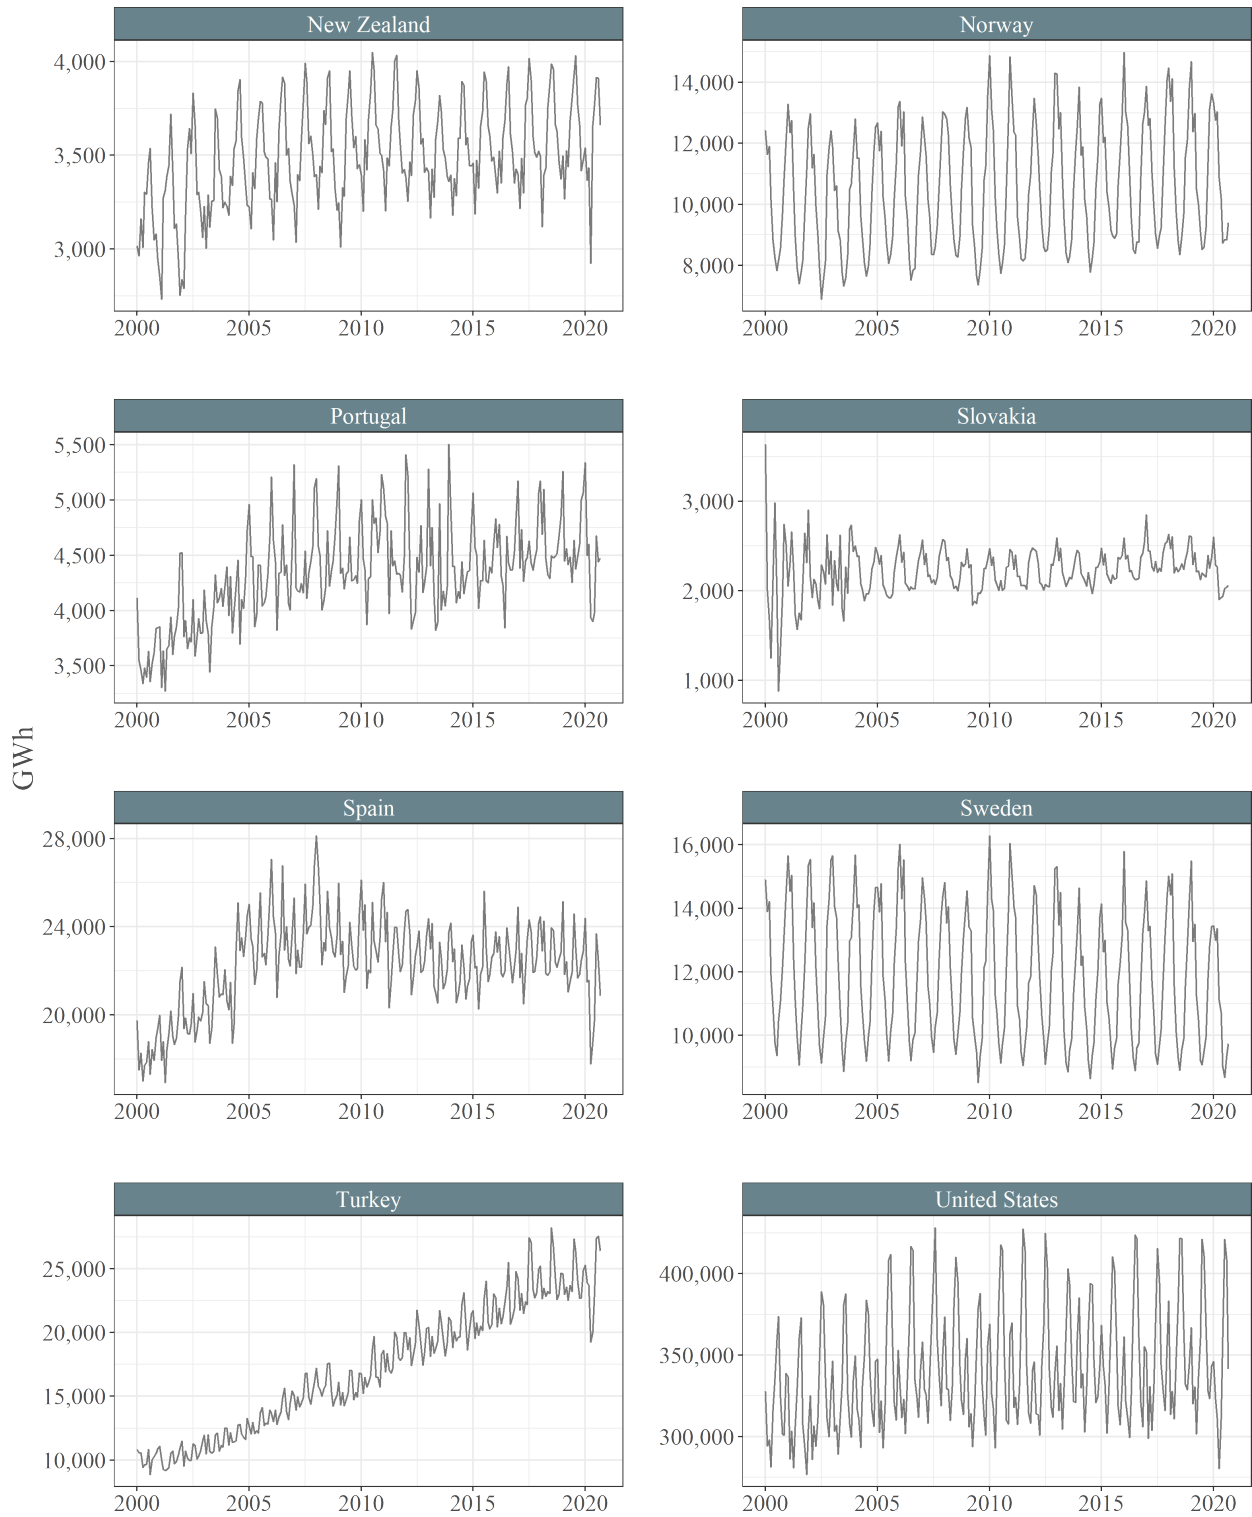 New Zealand
4,000
3,500
3,000
2000 2005 2010 2015 2020
Norway
14,000
12,000
10,000
8,000
2000 2005 2010 2015 2020
Portugal
5,500
5,000
4,500
4,000
3,500
2000 2005 2010 2015 2020
Slovakia
3,000
2,000
1,000
2000 2005 2010 2015 2020
GWh
Spain
28,000
24,000
20,000
2000 2005 2010 2015 2020
Sweden
16,000
14,000
12,000
10,000
2000 2005 2010 2015 2020
Turkey
25,000
20,000
15,000
10,000
2000 2005 2010 2015 2020
United States
400,000
350,000
300,000
2000 2005 2010 2015 2020